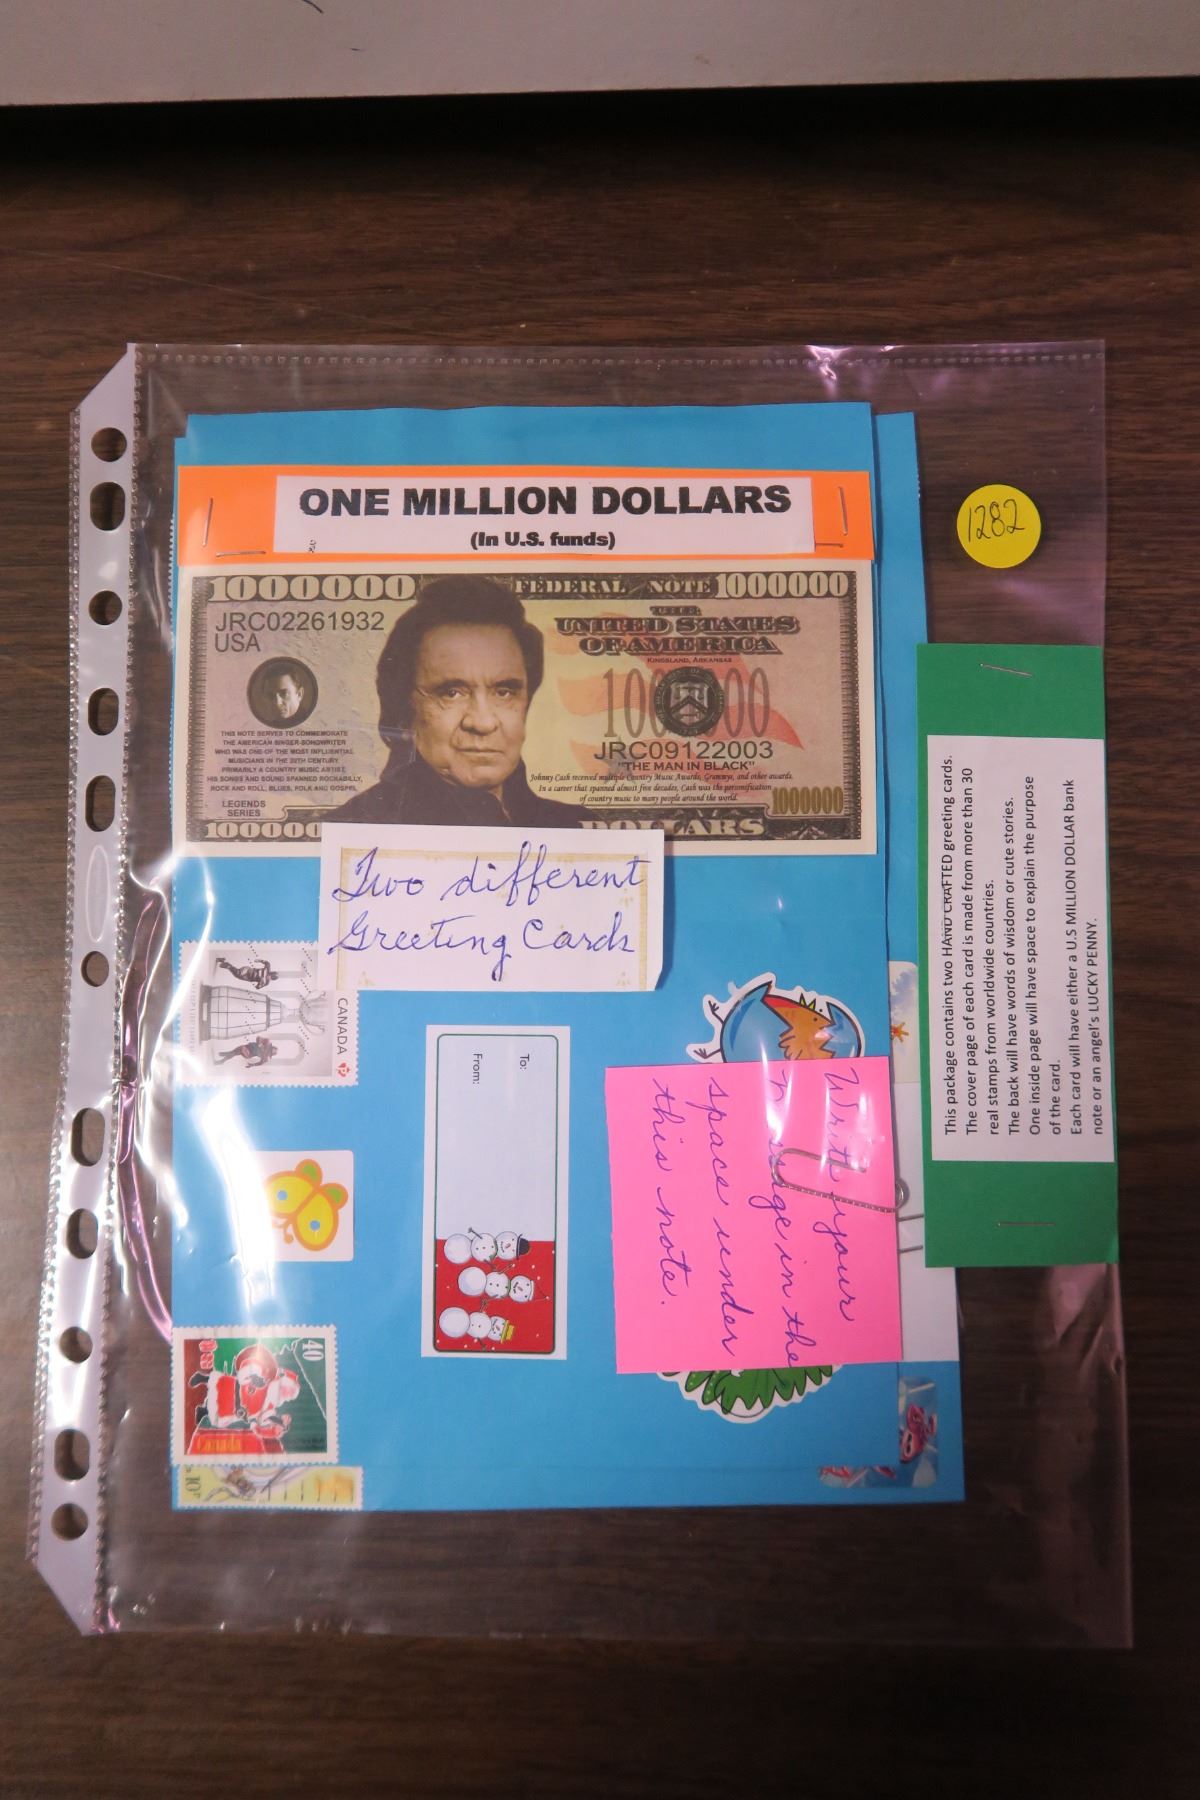 ONE MILLION DOLLARS
(In U.S. funds)
1282
1000000 FEDERAL NOTE 1000000
JRC02261932
USA
THE
UNITED STATES
OF AMERICA
KINGSLAND, ARKANSAS
1000000
JRC09122003
"THE MAN IN BLACK"
THIS NOTE SERVES TO COMMEMORATE
THE AMERICAN SINGER-SONGWRITER
WHO WAS ONE OF THE MOST INFLUENTIAL
MUSICIANS IN THE 20TH CENTURY.
PRIMARILY A COUNTRY MUSIC ARTIST,
HIS SONGS AND SOUND SPANNED ROCKABILLY,
ROCK AND ROLL, BLUES, FOLK AND GOSPEL
Johnny Cash received multiple Country Music Awards, Grammys, and other awards.
In a career that spanned almost five decades, Cash was the personification
of country music to many people around the world.
LEGENDS
SERIES
1000000
DOLLARS
Two different
Greeting Cards
CANADA
P
To:
From:
Write your
message in the
space under
this note.
40
Canada
10
This package contains two HAND CRAFTED greeting cards.
The cover page of each card is made from more than 30
real stamps from worldwide countries.
The back will have words of wisdom or cute stories.
One inside page will have space to explain the purpose
of the card.
Each card will have either a U.S MILLION DOLLAR bank
note or an angel's LUCKY PENNY.